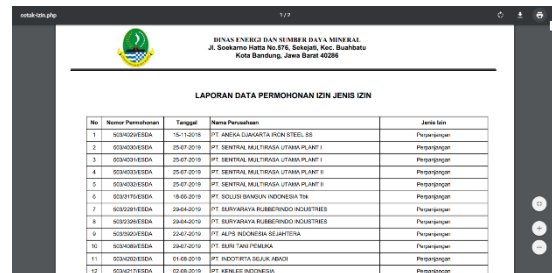 cetak-izin.php
1/7
DINAS ENERGI DAN SUMBER DAYA MINERAL
Jl. Soekarno Hatta No.576, Sekejati, Kec. Buahbatu
Kota Bandung, Jawa Barat 40286
LAPORAN DATA PERMOHONAN IZIN JENIS IZIN
No Nomor Permohonan Tanggal Nama Perusahaan Jenis Izin
1 503/4029/ESDA 15-11-2018 PT. ANEKA DJAKARTA IRON STEEL SS Perpanjangan
2 503/4030/ESDA 25-07-2019 PT. SENTRAL MULTIRASA UTAMA PLANT I Perpanjangan
3 503/4031/ESDA 25-07-2019 PT. SENTRAL MULTIRASA UTAMA PLANT I Perpanjangan
4 503/4033/ESDA 25-07-2019 PT. SENTRAL MULTIRASA UTAMA PLANT II Perpanjangan
5 503/4032/ESDA 25-07-2019 PT. SENTRAL MULTIRASA UTAMA PLANT II Perpanjangan
6 503/3170/ESDA 19-06-2019 PT. SOLUSI BANGUN INDONESIA Tbk Perpanjangan
7 503/2291/ESDA 29-04-2019 PT. SURYARAYA RUBBERINDO INDUSTRIES Perpanjangan
8 503/2329/ESDA 29-04-2019 PT. SURYARAYA RUBBERINDO INDUSTRIES Perpanjangan
9 503/3920/ESDA 22-07-2019 PT. ALPS INDONESIA SEJAHTERA Perpanjangan
10 503/4089/ESDA 29-07-2019 PT. SURI TANI PEMUKA Perpanjangan
11 503/4202/ESDA 01-08-2019 PT. INDOTIRTA SEJUK ABADI Perpanjangan
12 503/4217/ESDA 02-08-2019 PT. KENLEE INDONESIA Perpanjangan